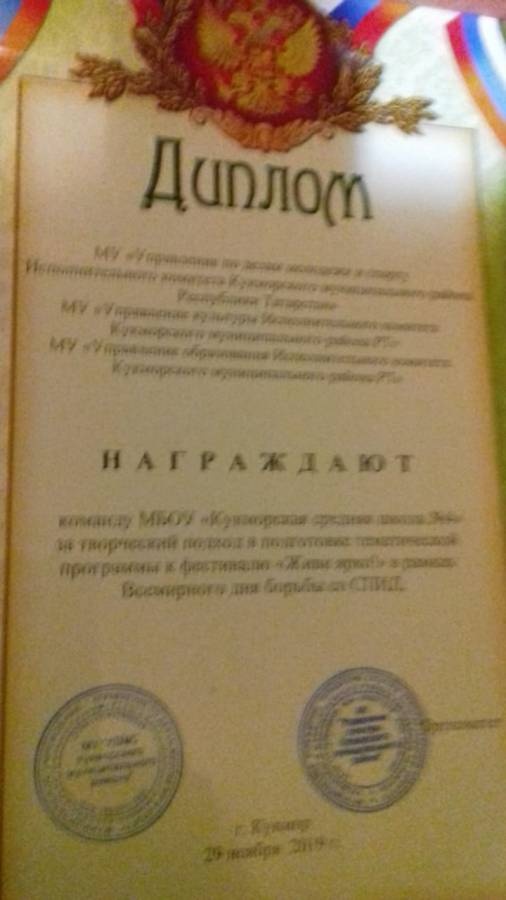 Диплом
МУ «Управление по делам молодежи и спорту
Исполнительного комитета Кукморского муниципального района
Республики Татарстан»
МУ «Управление культуры Исполнительного комитета
Кукморского муниципального района РТ»
МУ «Управление образования Исполнительного комитета
Кукморского муниципального района РТ»
НАГРАЖДАЮТ
команду МБОУ «Кукморская средняя школа
за творческий подход в подготовке тематической
программы к фестивалю «Живи ярко!» в рамках
Всемирного дня борьбы со СПИД.
г. Кукмор
29 ноября 2019 г.